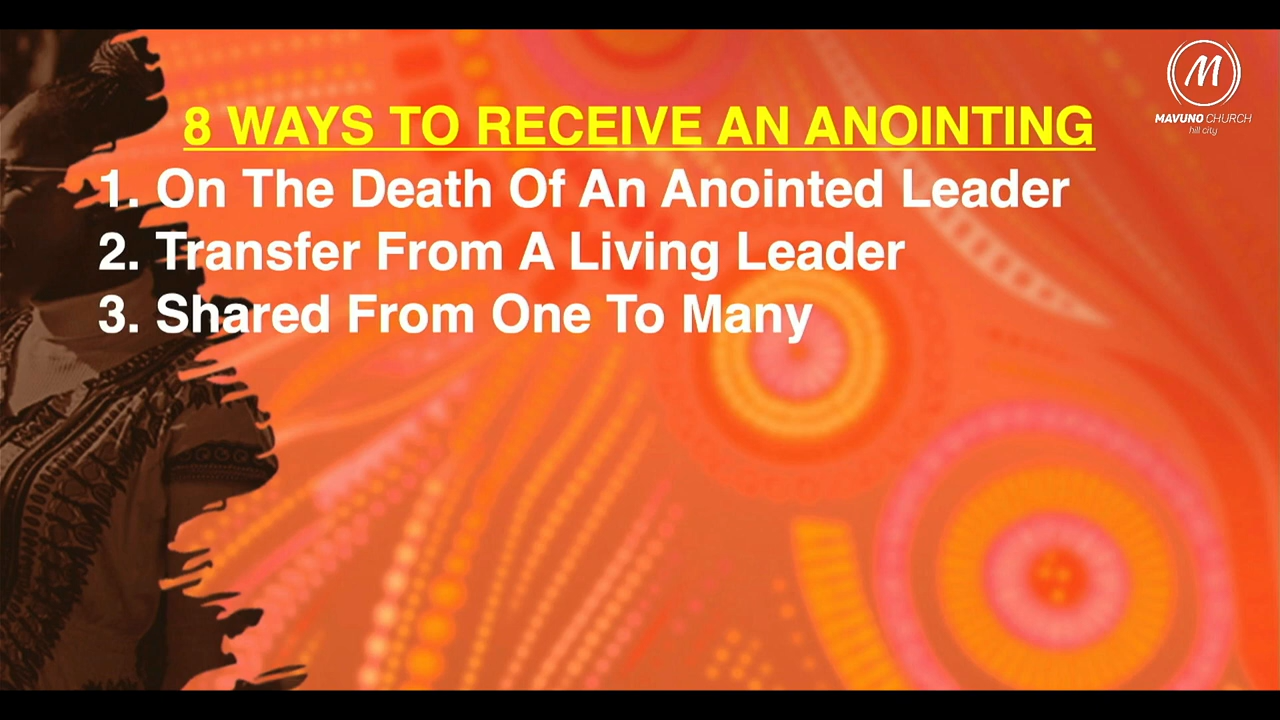 8 WAYS TO RECEIVE AN ANOINTING
1. On The Death Of An Anointed Leader
2. Transfer From A Living Leader
3. Shared From One To Many
M
MAVUNO CHURCH
hill city